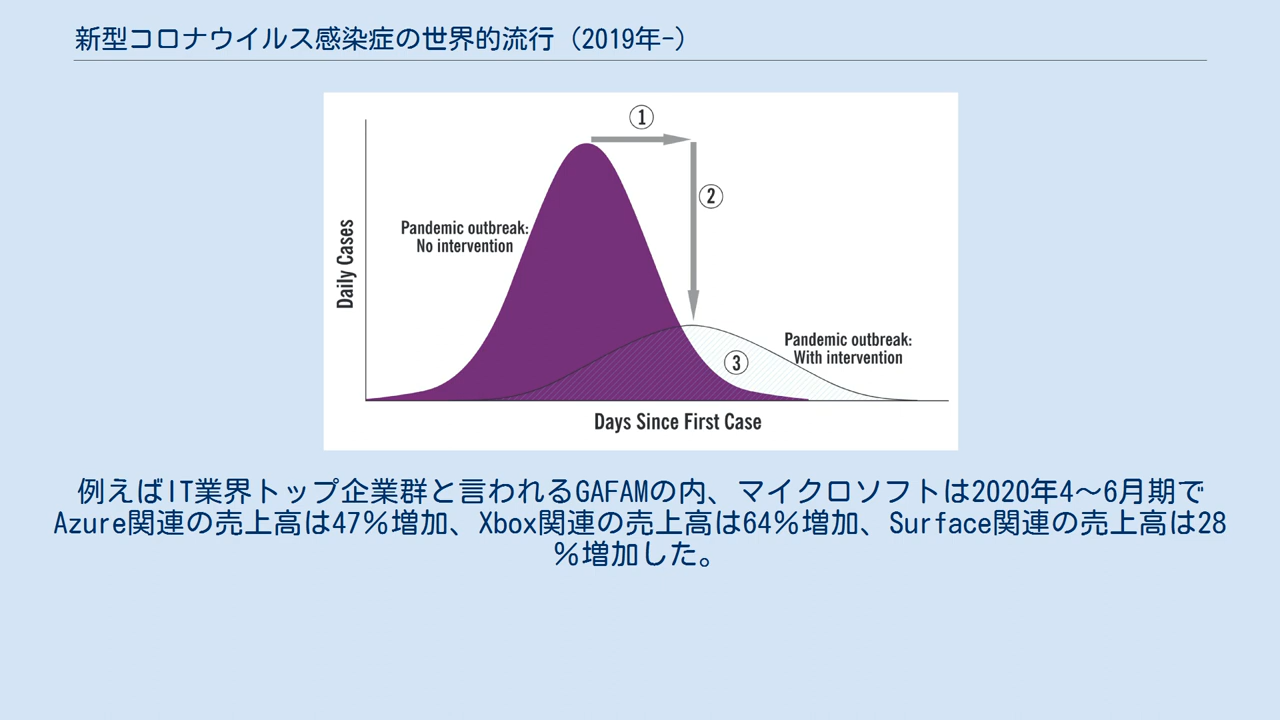 新型コロナウイルス感染症の世界的流行（2019年-）
①
②
Pandemic outbreak:
No intervention
Daily Cases
Pandemic outbreak:
With intervention
③
Days Since First Case
例えばIT業界トップ企業群と言われるGAFAMの内、マイクロソフトは2020年4～6月期で
Azure関連の売上高は47％増加、Xbox関連の売上高は64％増加、Surface関連の売上高は28
％増加した。